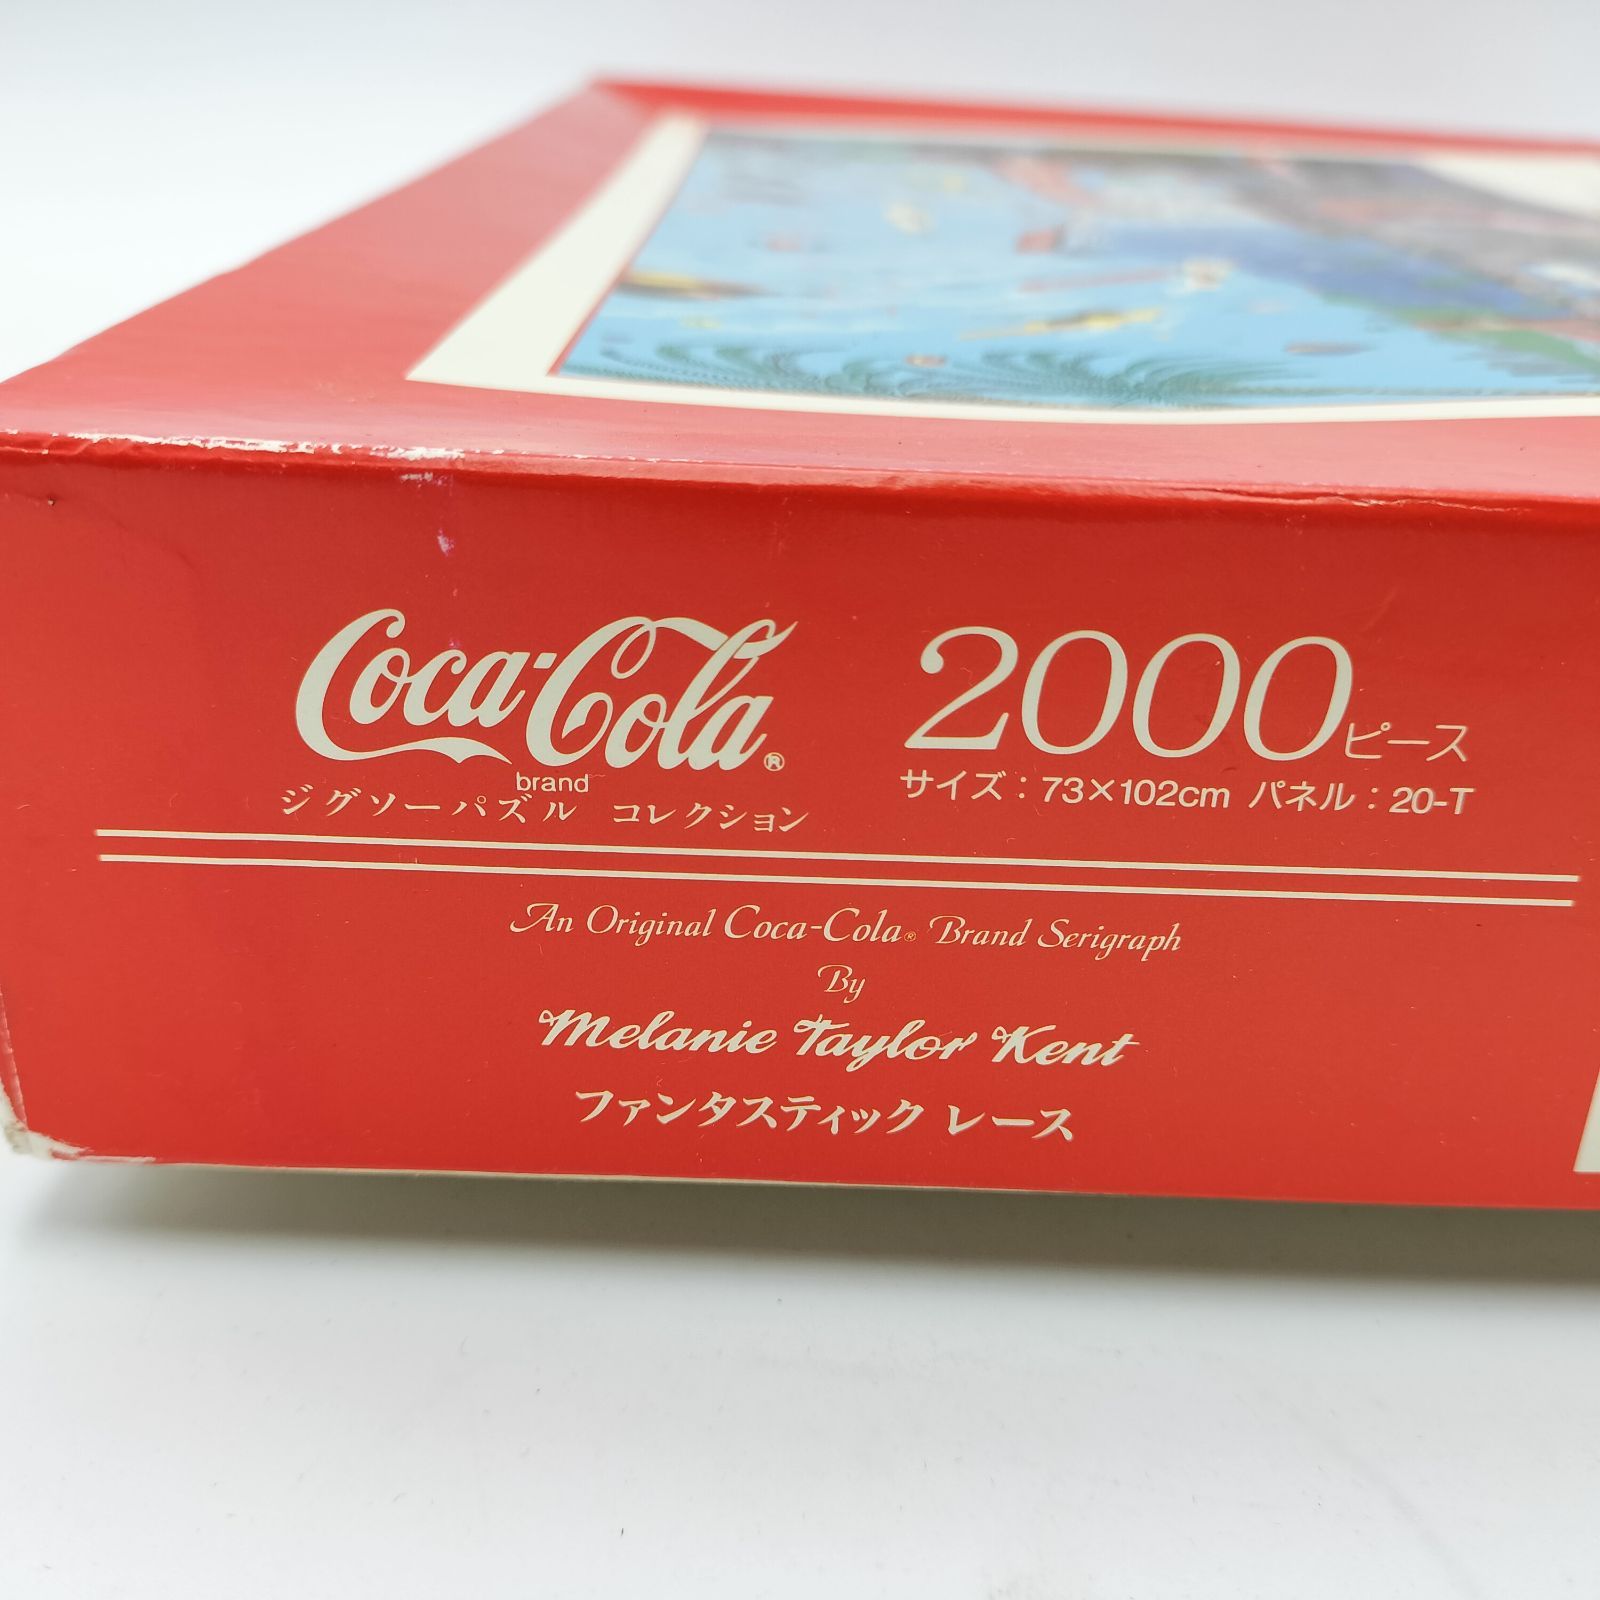 Coca-Cola®
brand
ジグソーパズル コレクション
2000ピース
サイズ：73×102cm パネル：20-T
An Original Coca-Cola® Brand Serigraph
By
Melanie Taylor Kent
ファンタスティック レース